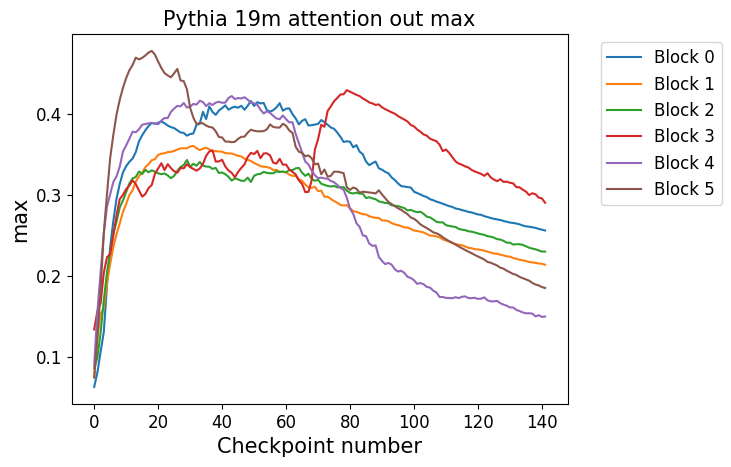 Pythia 19m attention out max
max
0.4
0.3
0.2
0.1
0 20 40 60 80 100 120 140
Checkpoint number
Block 0
Block 1
Block 2
Block 3
Block 4
Block 5